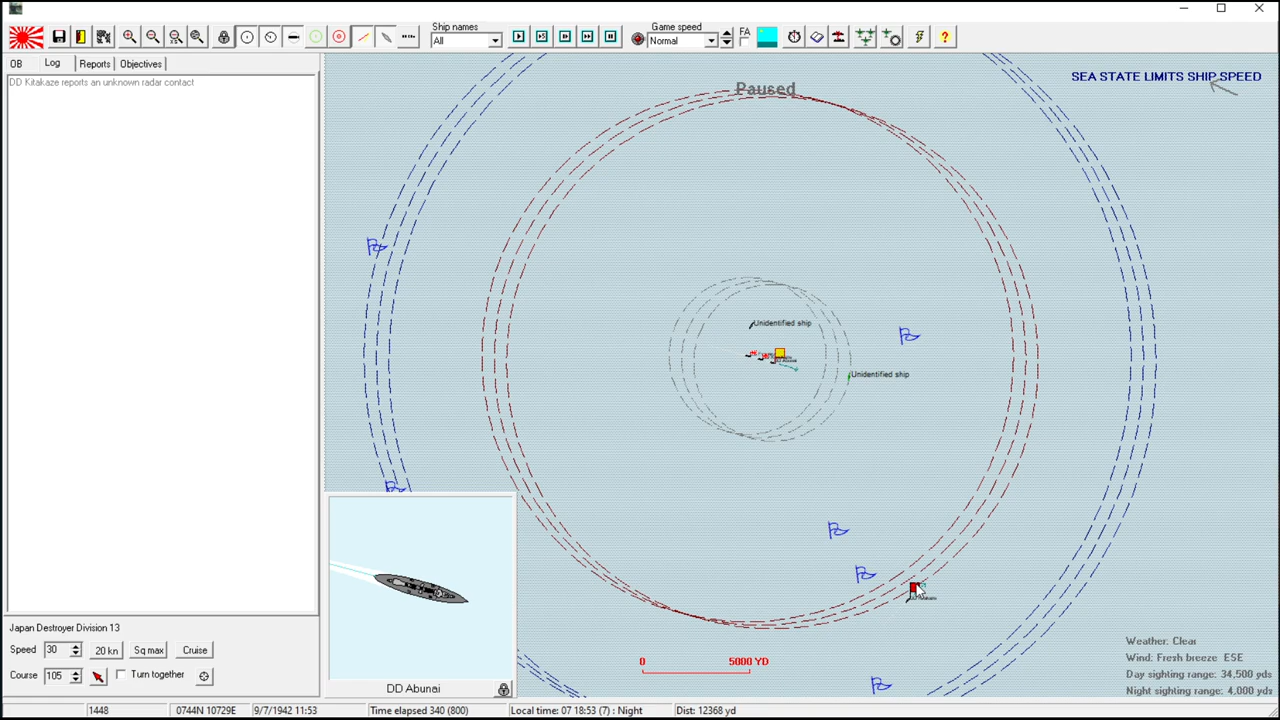 Ship names
Game speed
All
Normal
FA
?
OB
Log
Reports
Objectives
DD Kitakaze reports an unknown radar contact
Paused
SEA STATE LIMITS SHIP SPEED
Unidentified ship
Unidentified ship
0
5000 YD
Weather: Clear
Wind: Fresh breeze ESE
Day sighting range: 34,500 yds
Night sighting range: 4,000 yds
Japan Destroyer Division 13
Speed
30
20 kn
Sq max
Cruise
Course
105
Turn together
DD Abunai
1448
0744N 10729E
9/7/1942 11:53
Time elapsed 340 (800)
Local time: 07 18:53 (7) : Night
Dist: 12368 yd